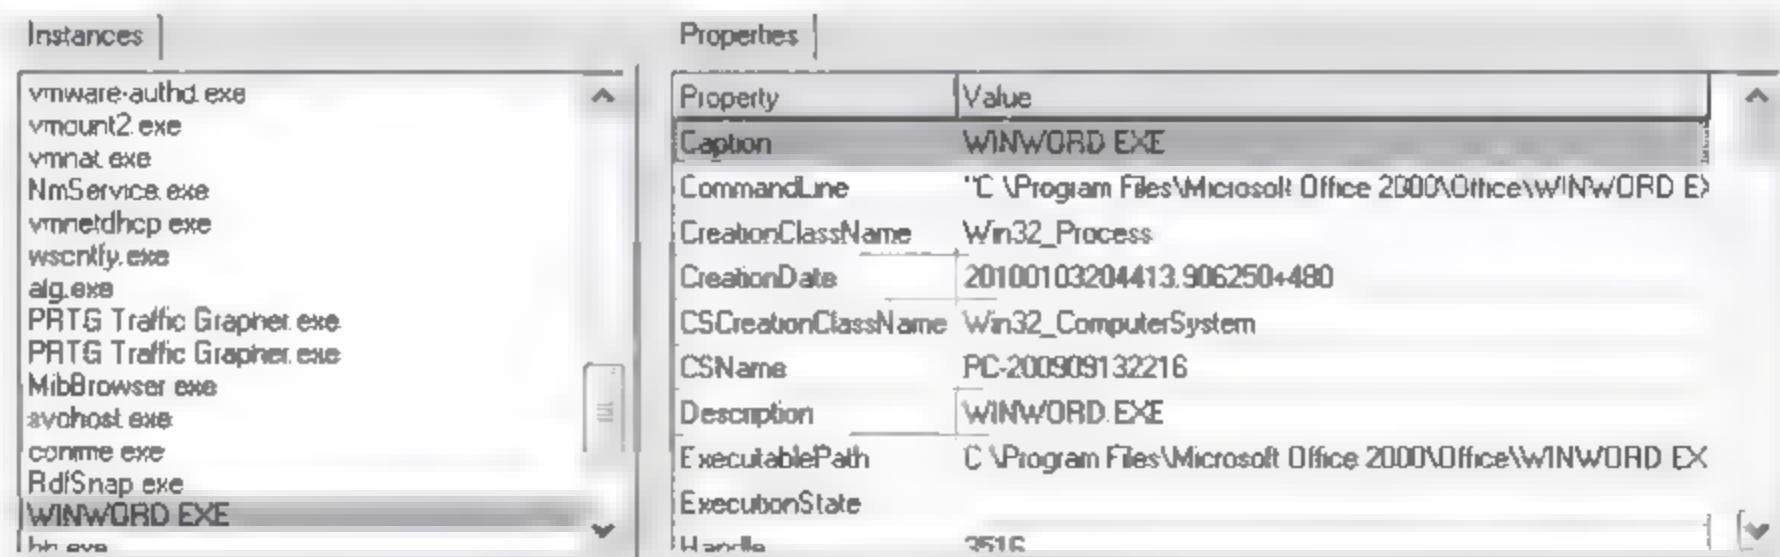 Instances
vmware-authd.exe
vmount2.exe
vmnat.exe
NmService.exe
vmnetdhcp.exe
wscntfy.exe
alg.exe
PRTG Traffic Grapher.exe
PRTG Traffic Grapher.exe
MibBrowser.exe
svchost.exe
conime.exe
RdfSnap.exe
WINWORD.EXE
hh.exe
Properties
Property Value
Caption WINWORD.EXE
CommandLine "C:\Program Files\Microsoft Office 2000\Office\WINWORD.EX
CreationClassName Win32_Process
CreationDate 20100103204413.906250+480
CSCreationClassName Win32_ComputerSystem
CSName PC-200909132216
Description WINWORD.EXE
ExecutablePath C:\Program Files\Microsoft Office 2000\Office\WINWORD.EX
ExecutionState
Handle 3516